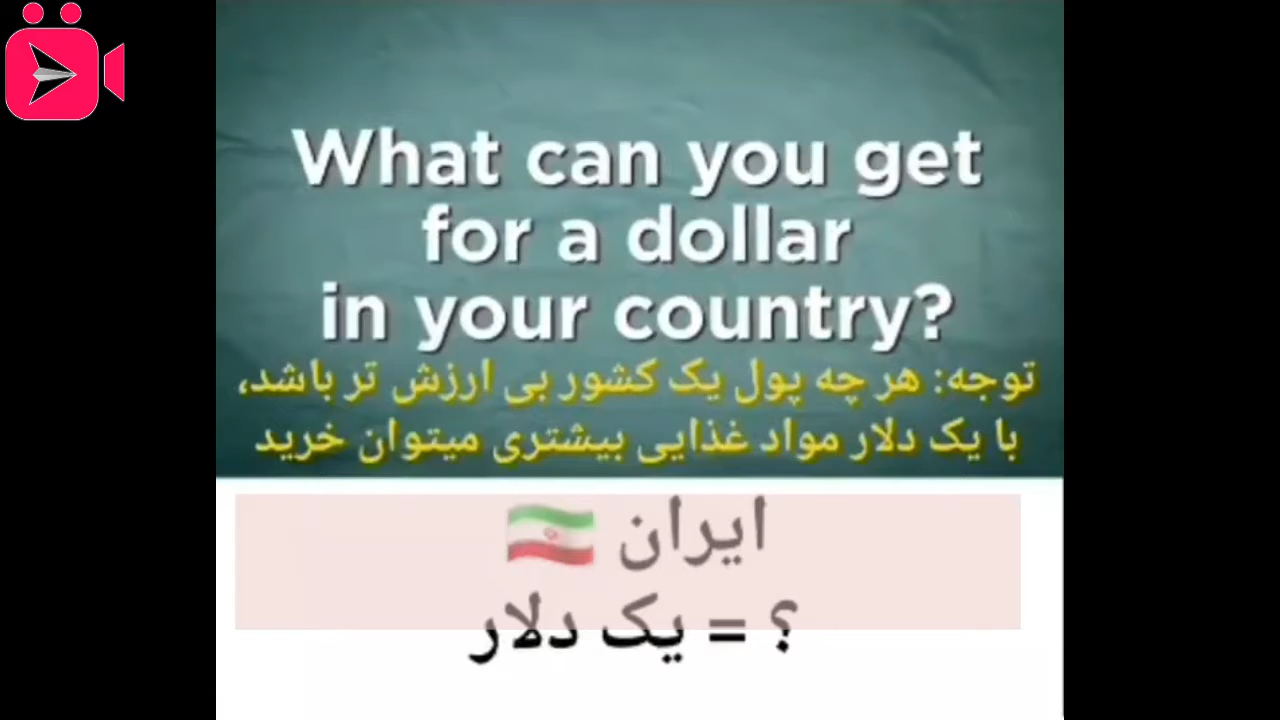 What can you get
for a dollar
in your country?
توجه: هر چه پول یک کشور بی ارزش تر باشد،
با یک دلار مواد غذایی بیشتری میتوان خرید
ایران 🇮🇷
؟ = یک دلار